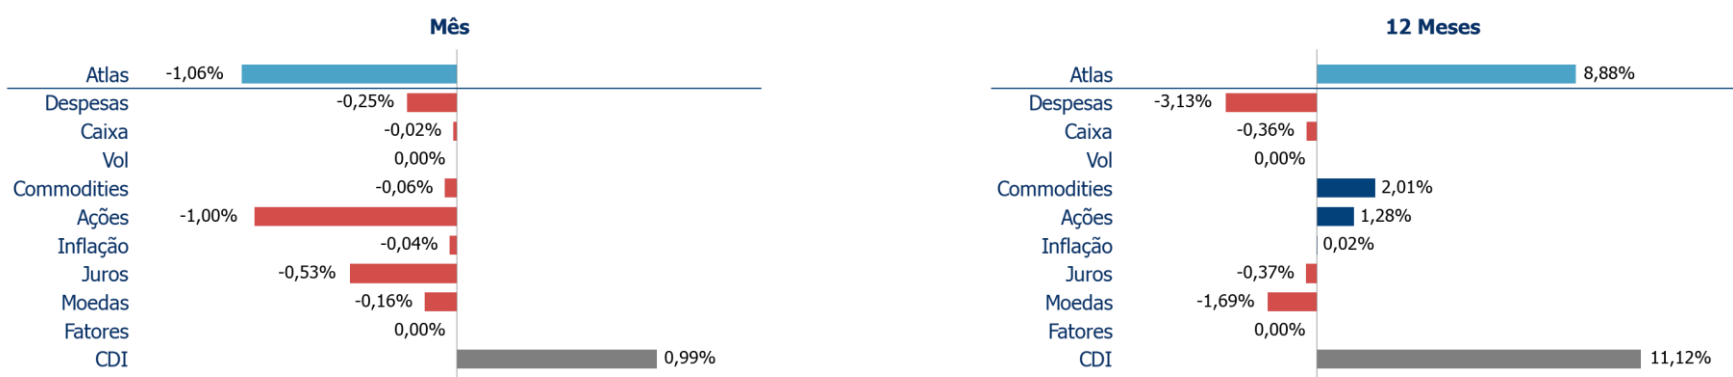 Mês
Atlas -1,06%
Despesas -0,25%
Caixa -0,02%
Vol 0,00%
Commodities -0,06%
Ações -1,00%
Inflação -0,04%
Juros -0,53%
Moedas -0,16%
Fatores 0,00%
CDI 0,99%
12 Meses
Atlas 8,88%
Despesas -3,13%
Caixa -0,36%
Vol 0,00%
Commodities 2,01%
Ações 1,28%
Inflação 0,02%
Juros -0,37%
Moedas -1,69%
Fatores 0,00%
CDI 11,12%